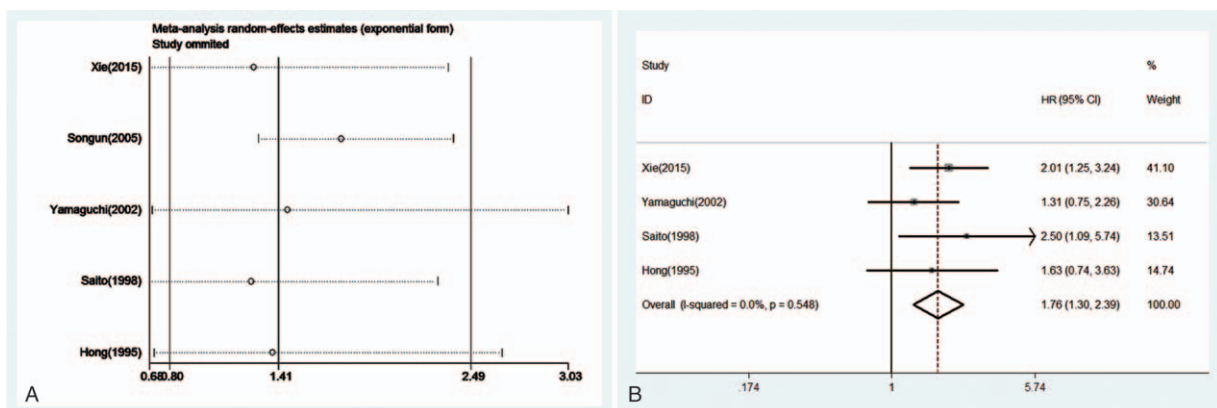 Meta-analysis random-effects estimates (exponential form)
Study ommited
Xie(2015)
Songun(2005)
Yamaguchi(2002)
Saito(1998)
Hong(1995)
0.68 0.80 1.41 2.49 3.03
A
Study %
ID HR (95% CI) Weight
Xie(2015) 2.01 (1.25, 3.24) 41.10
Yamaguchi(2002) 1.31 (0.75, 2.26) 30.64
Saito(1998) 2.50 (1.09, 5.74) 13.51
Hong(1995) 1.63 (0.74, 3.63) 14.74
Overall (I-squared = 0.0%, p = 0.548) 1.76 (1.30, 2.39) 100.00
.174 1 5.74
B